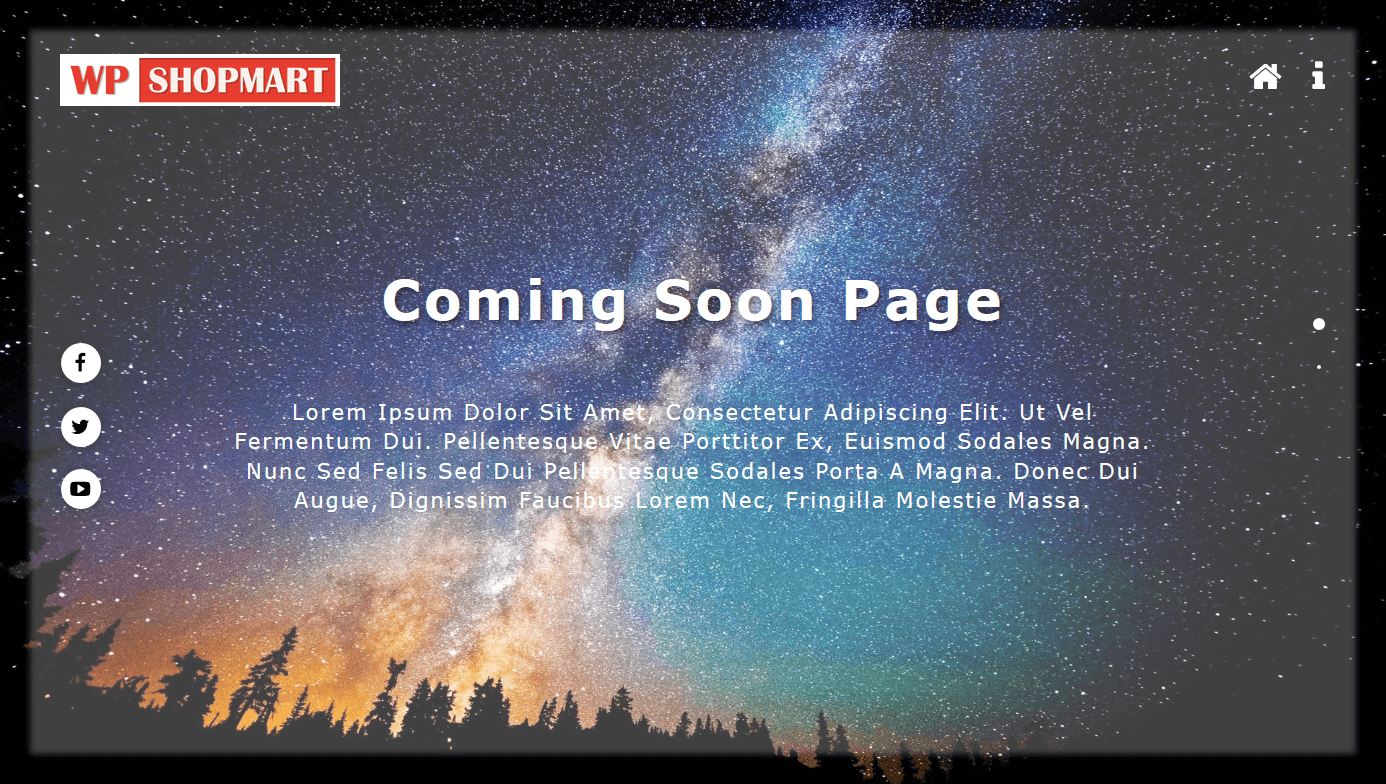 WP SHOPMART
Coming Soon Page
Lorem Ipsum Dolor Sit Amet, Consectetur Adipiscing Elit. Ut Vel
Fermentum Dui. Pellentesque Vitae Porttitor Ex, Euismod Sodales Magna.
Nunc Sed Felis Sed Dui Pellentesque Sodales Porta A Magna. Donec Dui
Augue, Dignissim Faucibus Lorem Nec, Fringilla Molestie Massa.